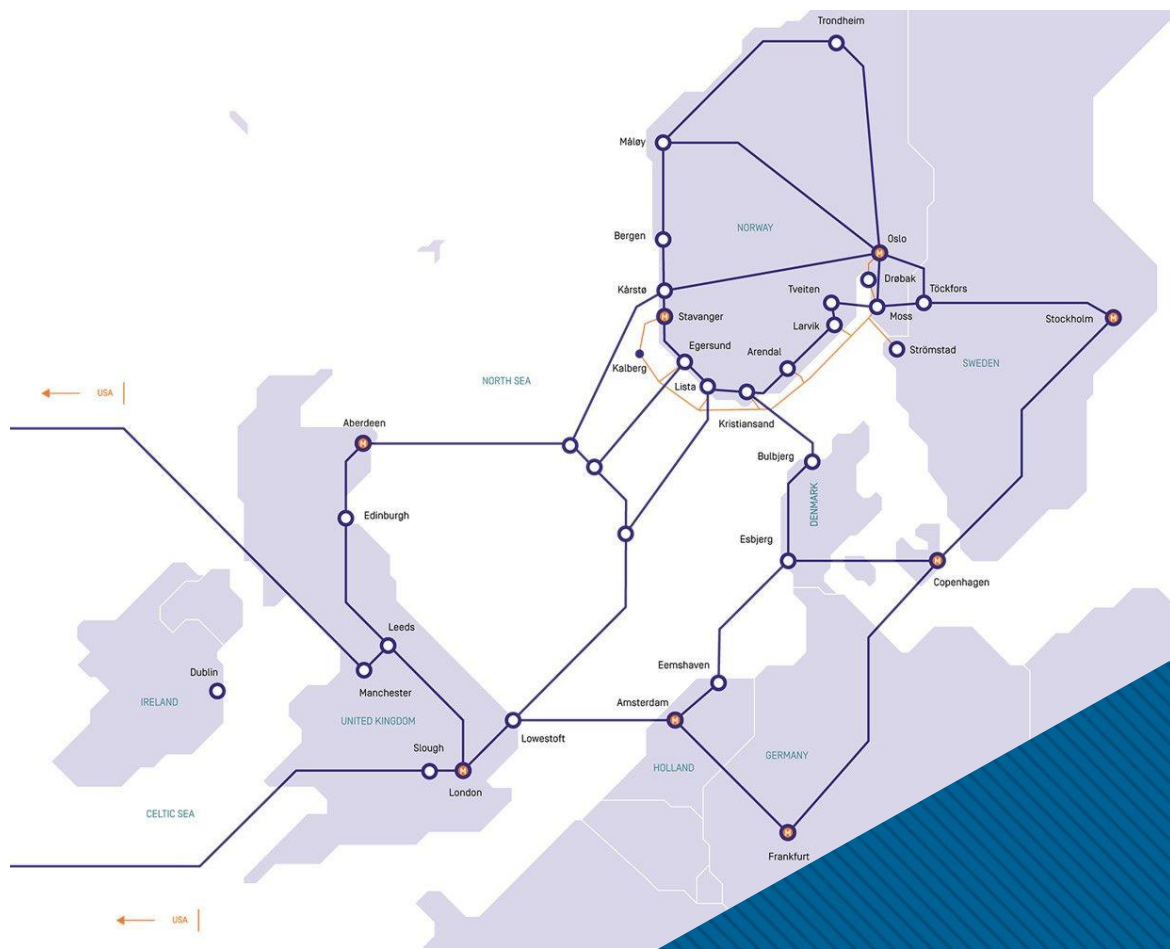 Trondheim
Måløy
Bergen
NORWAY
Oslo
Drøbak
Kårstø
Tveiten
Töckfors
Stavanger
Moss
Stockholm
Larvik
Egersund
Arendal
Strömstad
Kalberg
SWEDEN
NORTH SEA
Lista
USA
Kristiansand
Aberdeen
Bulbjerg
DENMARK
Edinburgh
Esbjerg
Copenhagen
Leeds
Eemshaven
Dublin
Manchester
IRELAND
Amsterdam
UNITED KINGDOM
Lowestoft
Slough
GERMANY
HOLLAND
London
CELTIC SEA
Frankfurt
USA
M
M
M
M
M
M
M
M